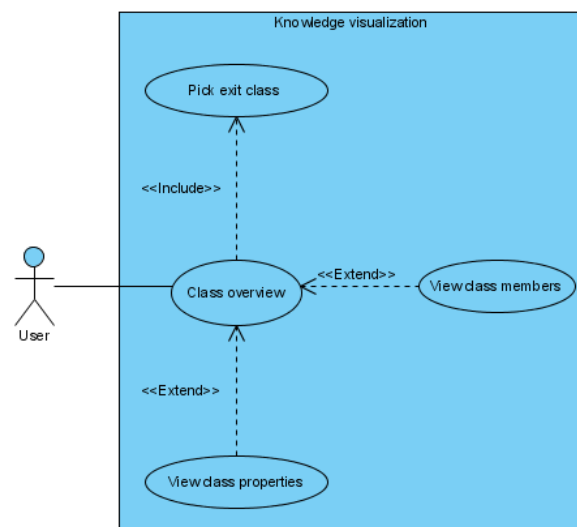 Knowledge visualization
Pick exit class
<<Include>>
<<Extend>>
Class overview
View class members
User
<<Extend>>
View class properties